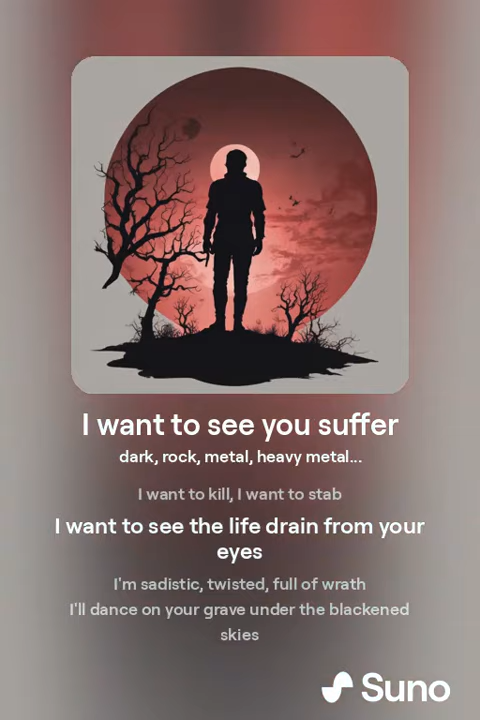 I want to see you suffer
dark, rock, metal, heavy metal...
I want to kill, I want to stab
I want to see the life drain from your
eyes
I'm sadistic, twisted, full of wrath
I'll dance on your grave under the blackened
skies
Suno